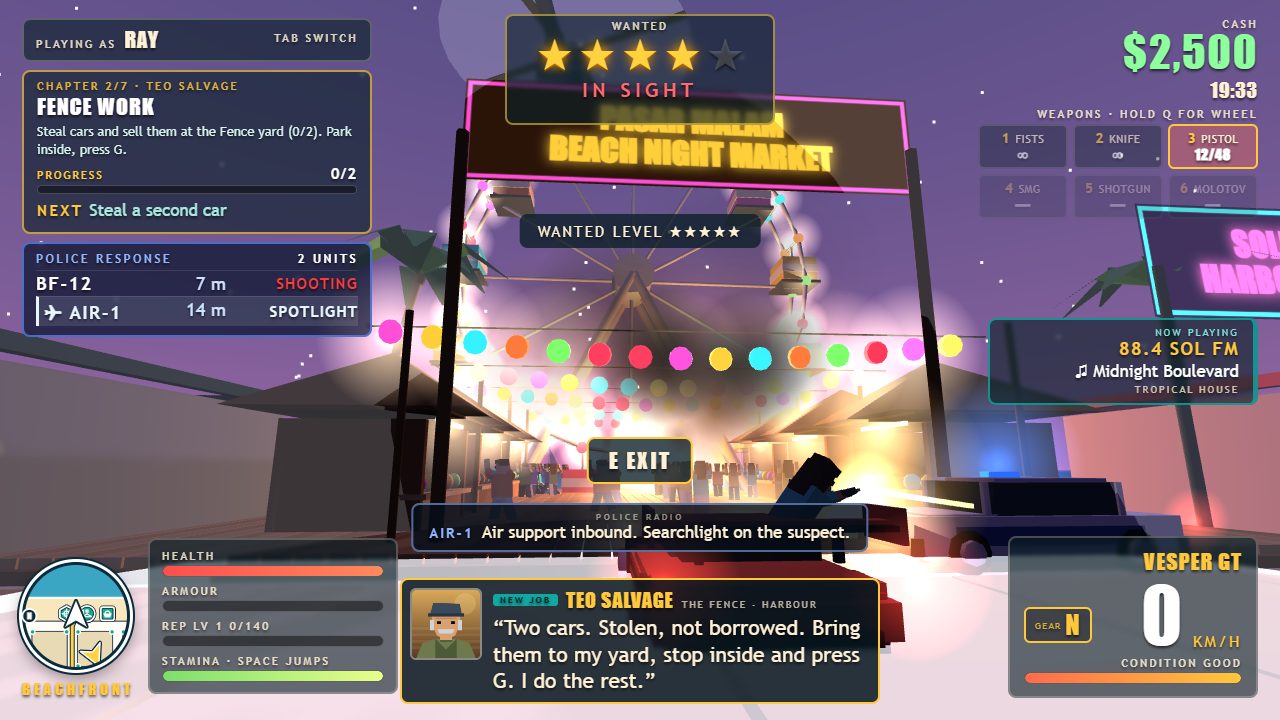 PLAYING AS RAY
TAB SWITCH
CHAPTER 2/7 · TEO SALVAGE
FENCE WORK
Steal cars and sell them at the Fence yard (0/2). Park inside, press G.
PROGRESS 0/2
NEXT Steal a second car
POLICE RESPONSE 2 UNITS
BF-12 7 m SHOOTING
AIR-1 14 m SPOTLIGHT
WANTED
IN SIGHT
PASAR MALAM
BEACH NIGHT MARKET
WANTED LEVEL ★★★★★
CASH
$2,500
19:33
WEAPONS · HOLD Q FOR WHEEL
1 FISTS ∞
2 KNIFE ∞
3 PISTOL 12/48
4 SMG —
5 SHOTGUN —
6 MOLOTOV —
NOW PLAYING
88.4 SOL FM
♫ Midnight Boulevard
TROPICAL HOUSE
E EXIT
POLICE RADIO
AIR-1 Air support inbound. Searchlight on the suspect.
HEALTH
ARMOUR
REP LV 1 0/140
STAMINA · SPACE JUMPS
BEACHFRONT
NEW JOB TEO SALVAGE THE FENCE · HARBOUR
“Two cars. Stolen, not borrowed. Bring
them to my yard, stop inside and press
G. I do the rest.”
VESPER GT
GEAR N
0 KM/H
CONDITION GOOD